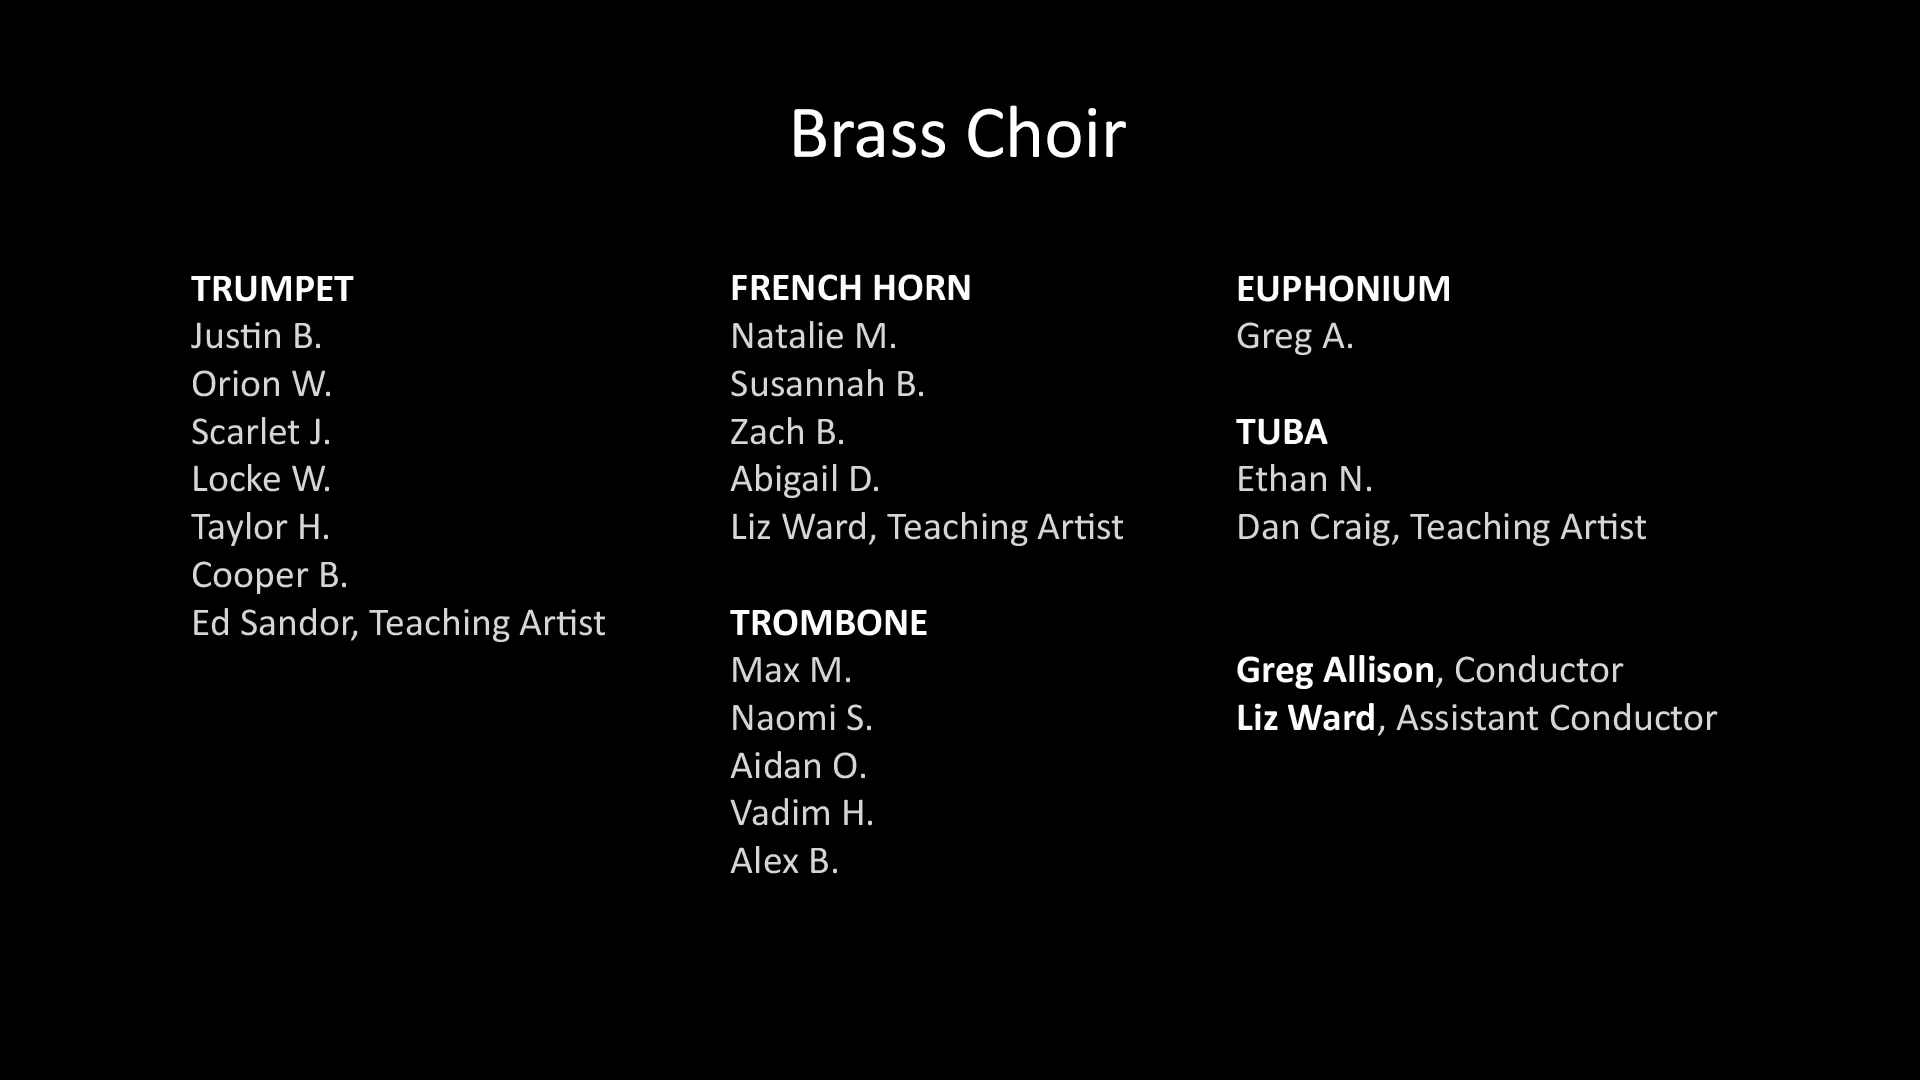 Brass Choir
TRUMPET
Justin B.
Orion W.
Scarlet J.
Locke W.
Taylor H.
Cooper B.
Ed Sandor, Teaching Artist
FRENCH HORN
Natalie M.
Susannah B.
Zach B.
Abigail D.
Liz Ward, Teaching Artist
TROMBONE
Max M.
Naomi S.
Aidan O.
Vadim H.
Alex B.
EUPHONIUM
Greg A.
TUBA
Ethan N.
Dan Craig, Teaching Artist
Greg Allison, Conductor
Liz Ward, Assistant Conductor